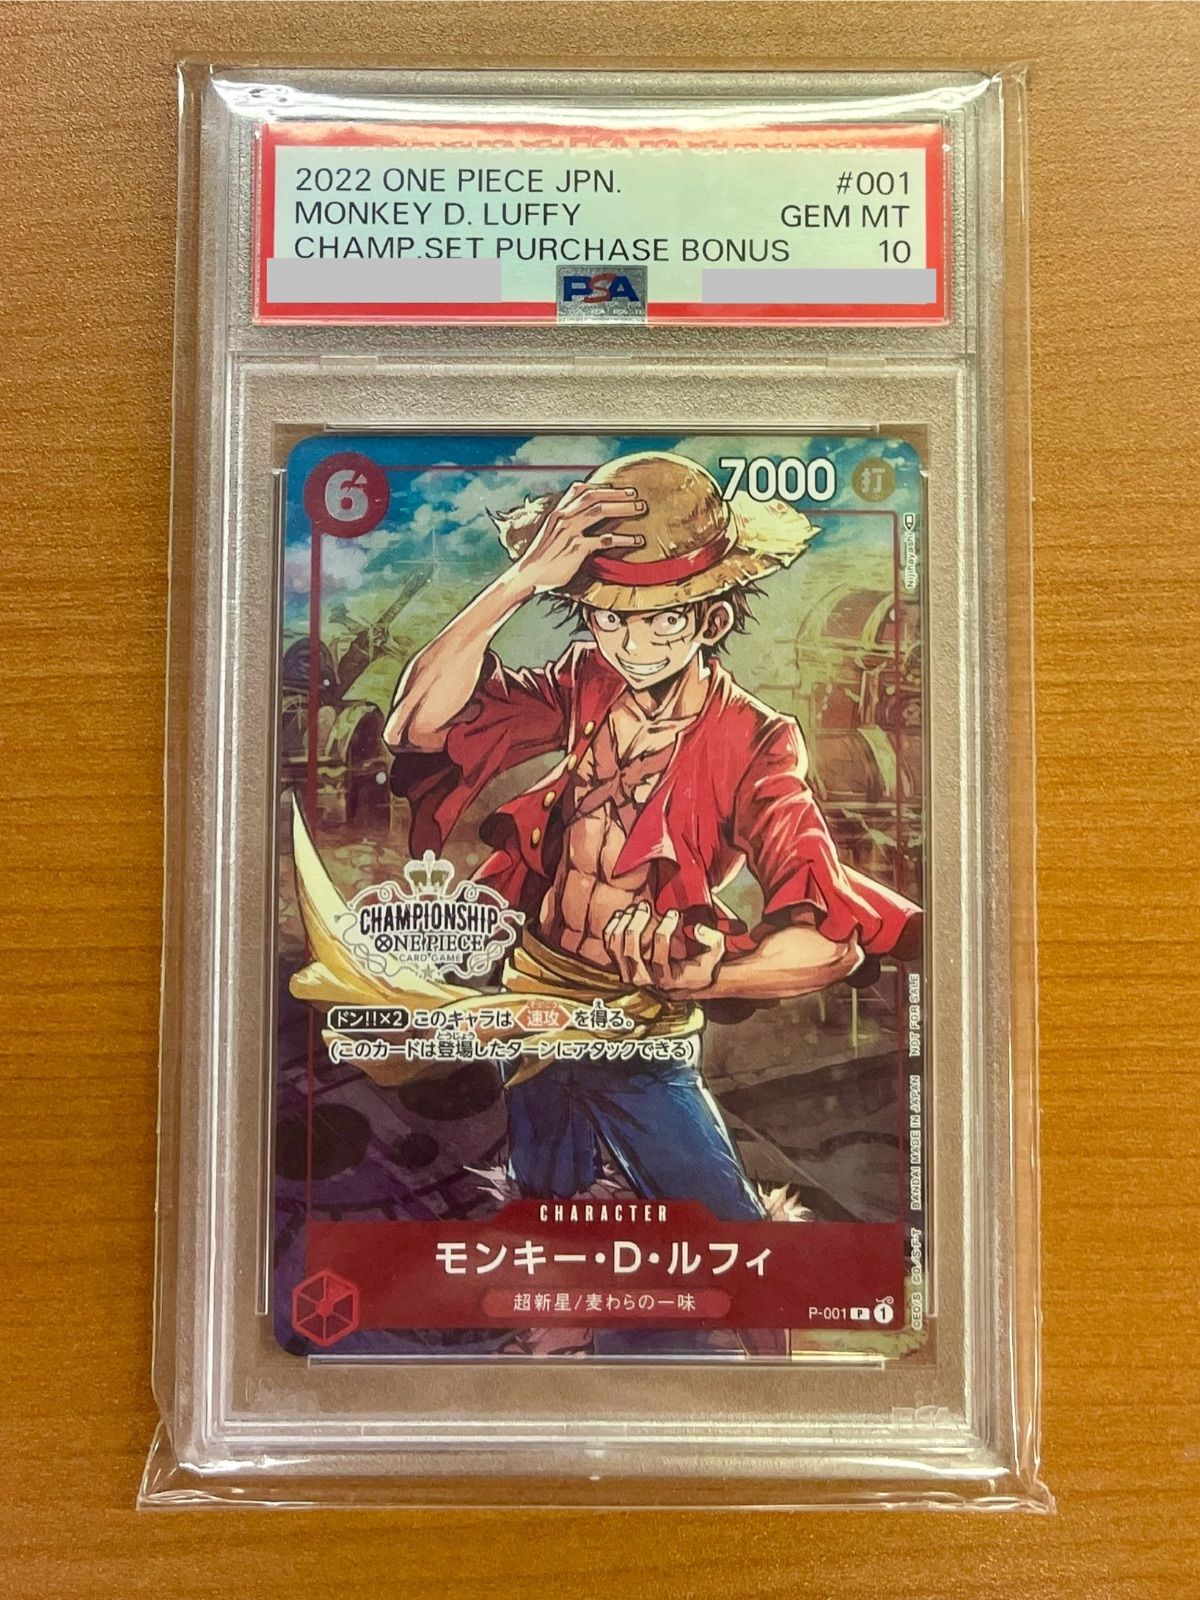 2022 ONE PIECE JPN. #001
MONKEY D. LUFFY GEM MT
CHAMP.SET PURCHASE BONUS 10
PSA
6
7000 打
Nijihayashi
CHAMPIONSHIP
ONE PIECE
CARD GAME
ドン!!×2 このキャラは速攻を得る。
(このカードは登場したターンにアタックできる)
CHARACTER
モンキー・D・ルフィ
超新星/麦わらの一味
P-001 P 1
©EO/S. ©D./S.F.T BANDAI MADE IN JAPAN NOT FOR SALE
PSA